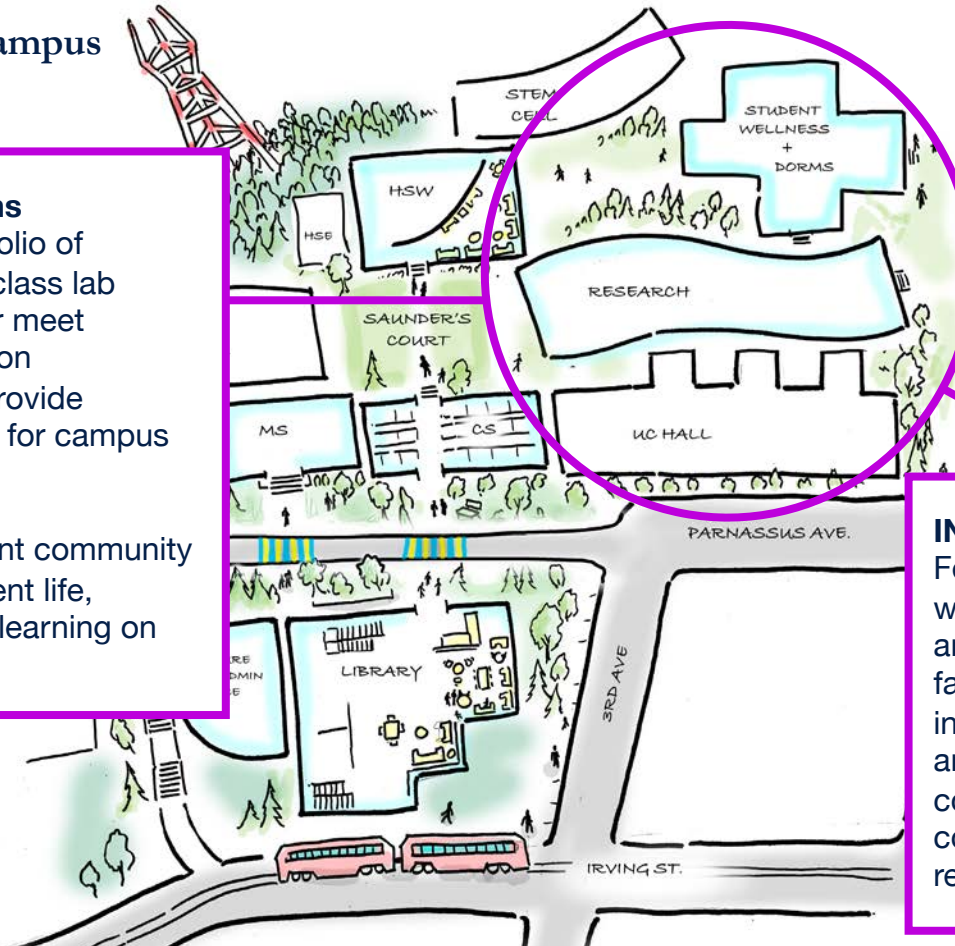 ampus
STEM
CELL
STUDENT
WELLNESS
+
DORMS
HSW
HSE
ns
olio of
class lab
r meet
on
rovide
for campus
nt community
ent life,
learning on
RESEARCH
SAUNDER'S
COURT
MS
CS
UC HALL
PARNASSUS AVE.
IN
Fo
w
ar
fa
in
ar
co
co
re
RE
DMIN
E
LIBRARY
3RD AVE
IRVING ST.